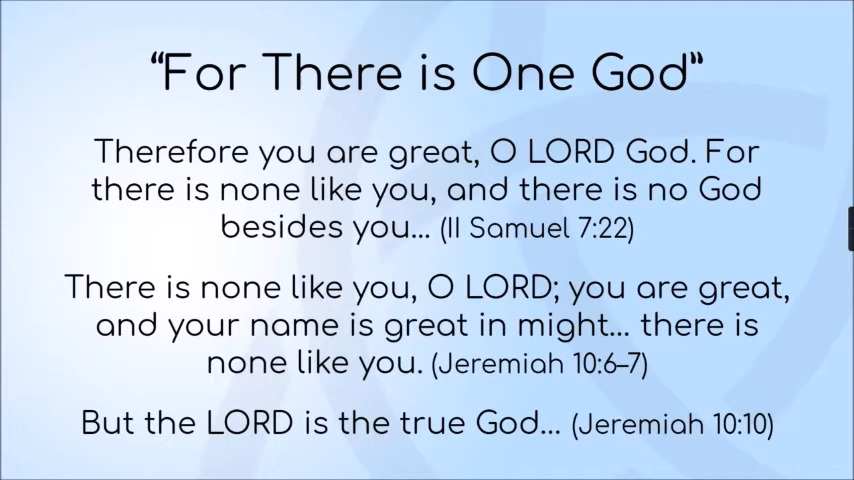 “For There is One God”
Therefore you are great, O LORD God. For
there is none like you, and there is no God
besides you... (II Samuel 7:22)
There is none like you, O LORD; you are great,
and your name is great in might... there is
none like you. (Jeremiah 10:6–7)
But the LORD is the true God... (Jeremiah 10:10)